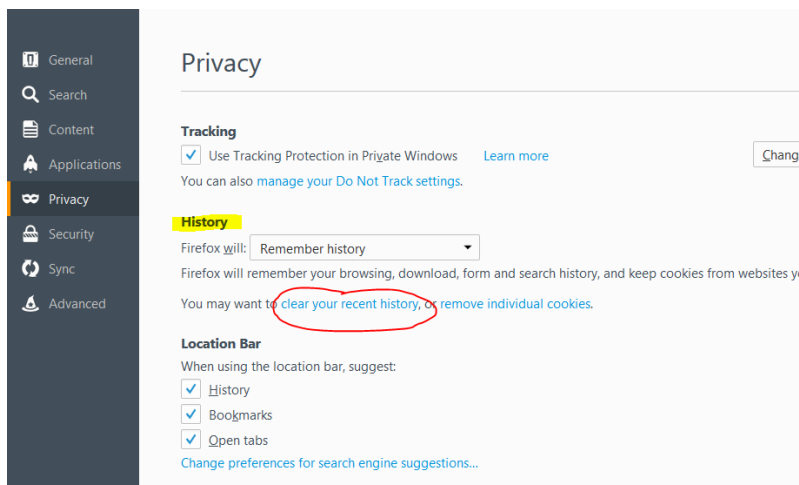 General
Search
Content
Applications
Privacy
Security
Sync
Advanced
Privacy
Tracking
Use Tracking Protection in Private Windows Learn more
You can also manage your Do Not Track settings.
History
Firefox will: Remember history
Firefox will remember your browsing, download, form and search history, and keep cookies from websites
You may want to clear your recent history, or remove individual cookies.
Location Bar
When using the location bar, suggest:
History
Bookmarks
Open tabs
Change preferences for search engine suggestions...